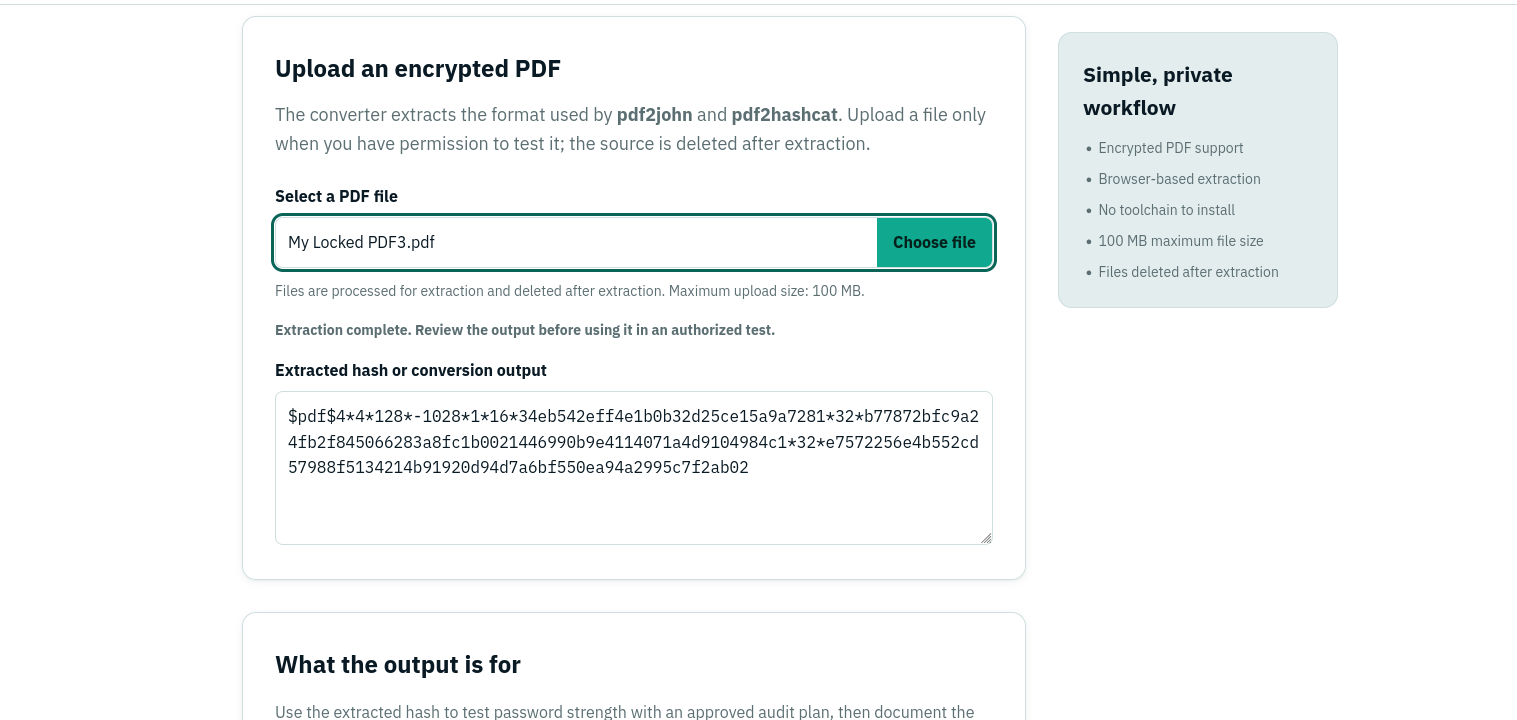 Upload an encrypted PDF
The converter extracts the format used by pdf2john and pdf2hashcat. Upload a file only
when you have permission to test it; the source is deleted after extraction.
Select a PDF file
My Locked PDF3.pdf
Choose file
Files are processed for extraction and deleted after extraction. Maximum upload size: 100 MB.
Extraction complete. Review the output before using it in an authorized test.
Extracted hash or conversion output
$pdf$4*4*128*-1028*1*16*34eb542eff4e1b0b32d25ce15a9a7281*32*b77872bfc9a2
4fb2f845066283a8fc1b0021446990b9e4114071a4d9104984c1*32*e7572256e4b552cd
57988f5134214b91920d94d7a6bf550ea94a2995c7f2ab02
What the output is for
Use the extracted hash to test password strength with an approved audit plan, then document the
Simple, private
workflow
• Encrypted PDF support
• Browser-based extraction
• No toolchain to install
• 100 MB maximum file size
• Files deleted after extraction